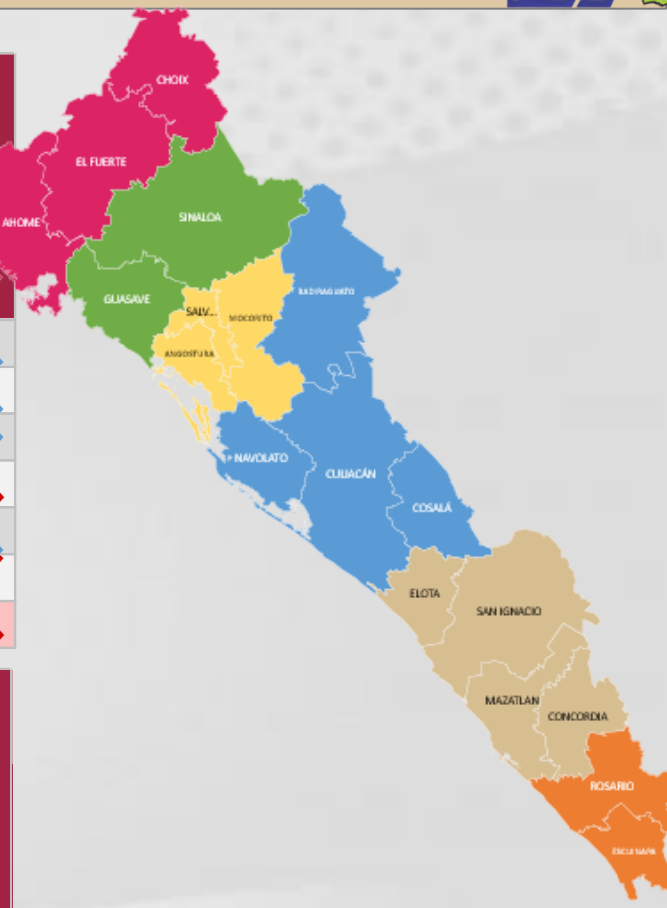 CHOIX
EL FUERTE
AHOME
SINALOA
BADIRAGUATO
GUASAVE
SALV...
MOCORITO
ANGOSTURA
NAVOLATO
CULIACÁN
COSALÁ
ELOTA
SAN IGNACIO
MAZATLAN
CONCORDIA
ROSARIO
ESCUINAPA